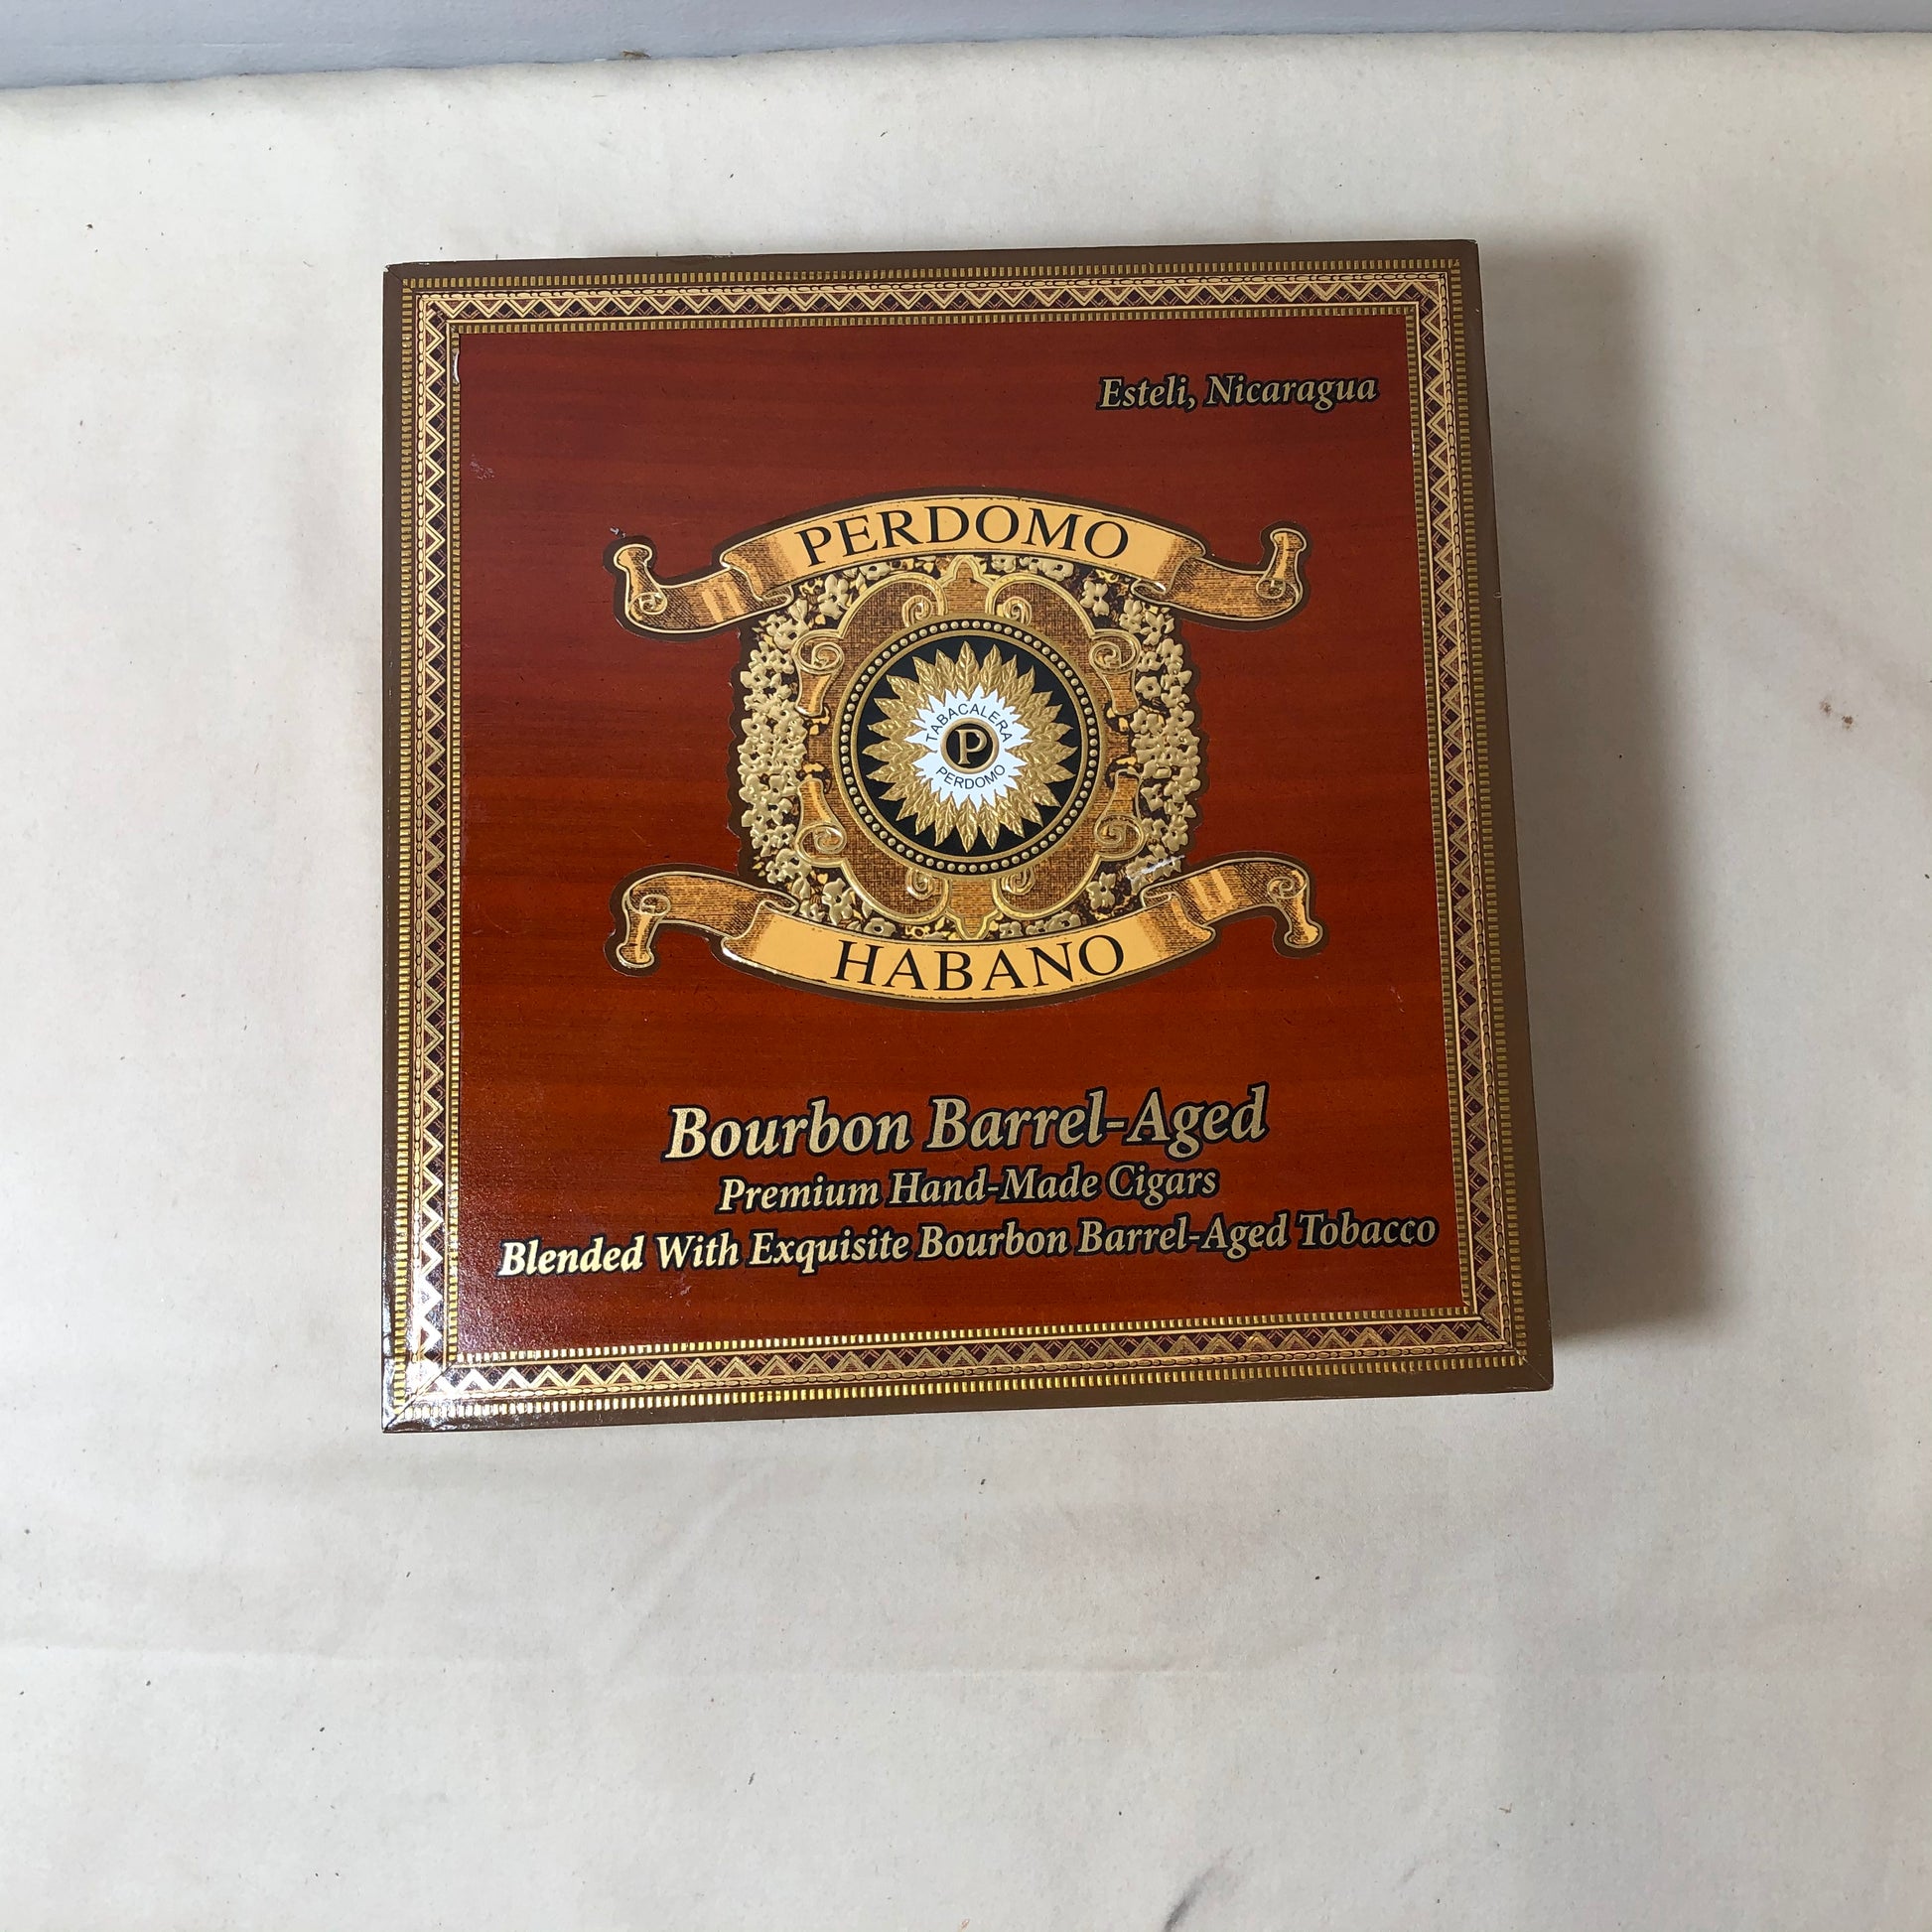 Esteli, Nicaragua
PERDOMO
TABACALERA
P
PERDOMO
HABANO
Bourbon Barrel-Aged
Premium Hand-Made Cigars
Blended With Exquisite Bourbon Barrel-Aged Tobacco